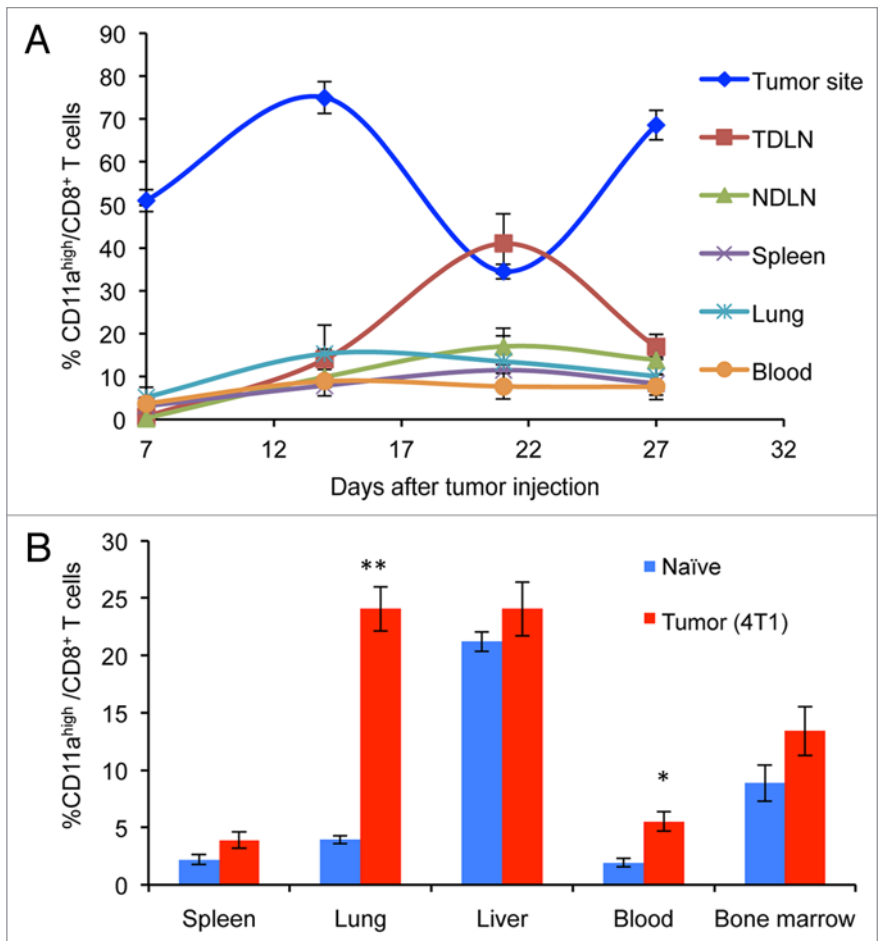 A
90
80
70
60
50
40
30
20
10
0
% CD11a^high/CD8⁺ T cells
7
12
17
22
27
32
Days after tumor injection
Tumor site
TDLN
NDLN
Spleen
Lung
Blood
B
30
25
20
15
10
5
0
%CD11a^high /CD8⁺ T cells
**
*
Naïve
Tumor (4T1)
Spleen
Lung
Liver
Blood
Bone marrow